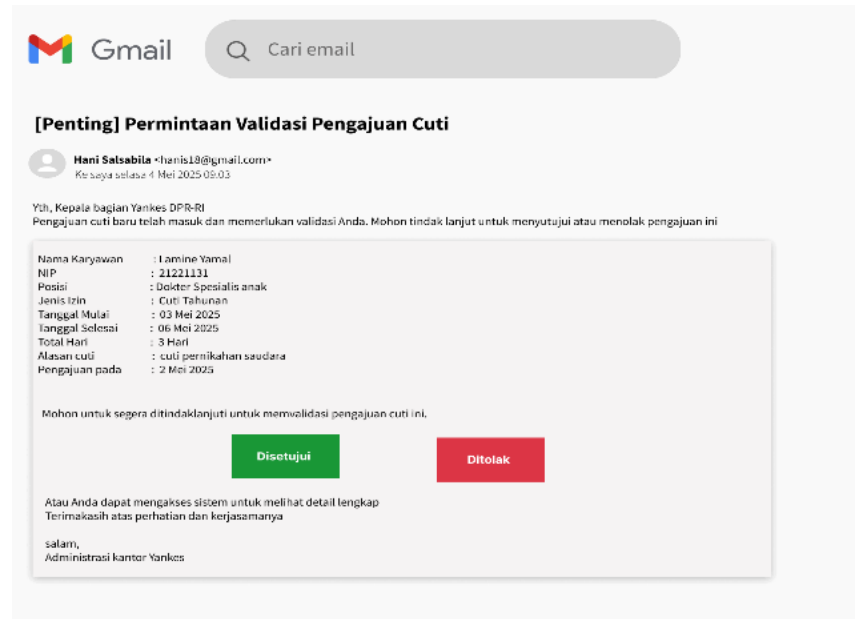 Gmail
Cari email
[Penting] Permintaan Validasi Pengajuan Cuti
Hani Salsabila <hanis18@gmail.com>
Ke saya selasa 4 Mei 2025 09.03
Yth, Kepala bagian Yankes DPR-RI
Pengajuan cuti baru telah masuk dan memerlukan validasi Anda. Mohon tindak lanjut untuk menyutujui atau menolak pengajuan ini
Nama Karyawan : Lamine Yamal
NIP : 21221131
Posisi : Dokter Spesialis anak
Jenis Izin : Cuti Tahunan
Tanggal Mulai : 03 Mei 2025
Tanggal Selesai : 06 Mei 2025
Total Hari : 3 Hari
Alasan cuti : cuti pernikahan saudara
Pengajuan pada : 2 Mei 2025
Mohon untuk segera ditindaklanjuti untuk memvalidasi pengajuan cuti ini.
Disetujui
Ditolak
Atau Anda dapat mengakses sistem untuk melihat detail lengkap
Terimakasih atas perhatian dan kerjasamanya
salam,
Administrasi kantor Yankes